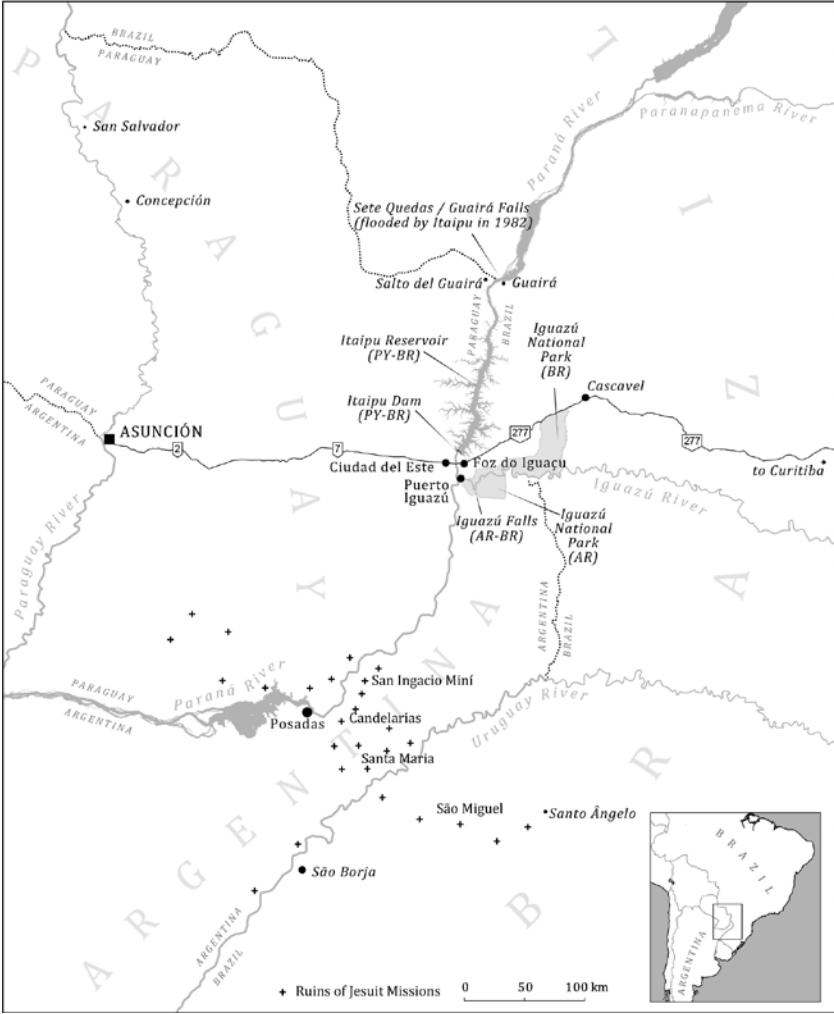 BRAZIL
PARAGUAY
San Salvador
Concepción
Paraná River
Paranapanema River
Sete Quedas / Guairá Falls
(flooded by Itaipu in 1982)
Salto del Guairá
Guairá
PARAGUAY
BRAZIL
Itaipu Reservoir
(PY-BR)
Iguazú
National
Park
(BR)
Itaipu Dam
(PY-BR)
Cascavel
PARAGUAY
ARGENTINA
ASUNCIÓN
2
7
277
277
Ciudad del Este
Foz do Iguaçu
to Curitiba
Puerto
Iguazú
Iguazú River
Iguazú Falls
(AR-BR)
Iguazú
National
Park
(AR)
Paraguay River
ARGENTINA
BRAZIL
PARAGUAY
ARGENTINA
Paraná River
San Ingacio Miní
Posadas
Candelarias
Uruguay River
Santa Maria
São Miguel
Santo Ângelo
São Borja
ARGENTINA
BRAZIL
PARAGUAY
ARGENTINA
BRAZIL
BRAZIL
ARGENTINA
+ Ruins of Jesuit Missions
0 50 100 km